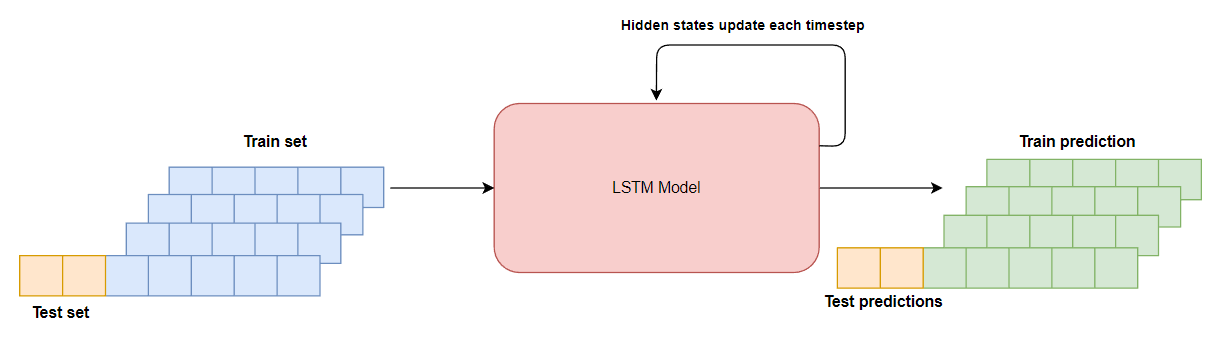 Hidden states update each timestep
Train set
LSTM Model
Train prediction
Test set
Test predictions